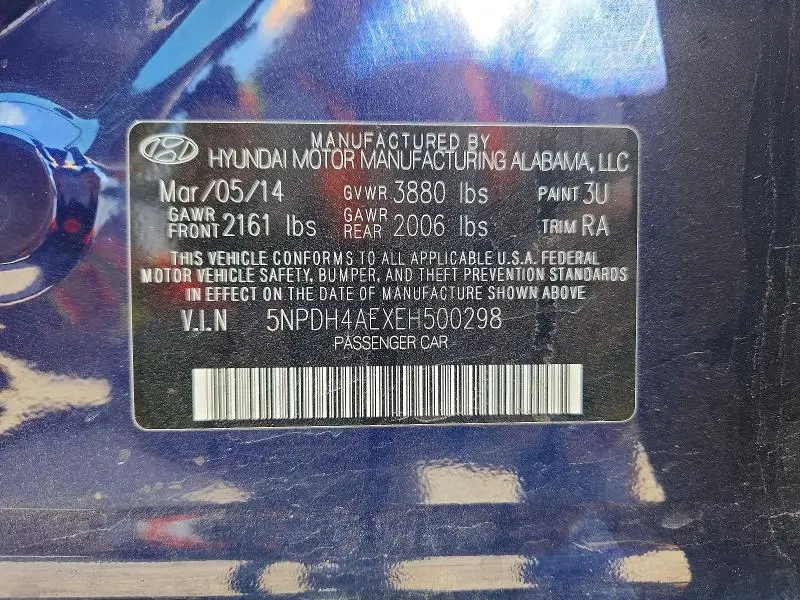 MANUFACTURED BY
HYUNDAI MOTOR MANUFACTURING ALABAMA, LLC
Mar/05/14 GVWR 3880 lbs PAINT 3U
GAWR FRONT 2161 lbs GAWR REAR 2006 lbs TRIM RA
THIS VEHICLE CONFORMS TO ALL APPLICABLE U.S.A. FEDERAL
MOTOR VEHICLE SAFETY, BUMPER, AND THEFT PREVENTION STANDARDS
IN EFFECT ON THE DATE OF MANUFACTURE SHOWN ABOVE
V.I.N 5NPDH4AEXEH500298
PASSENGER CAR